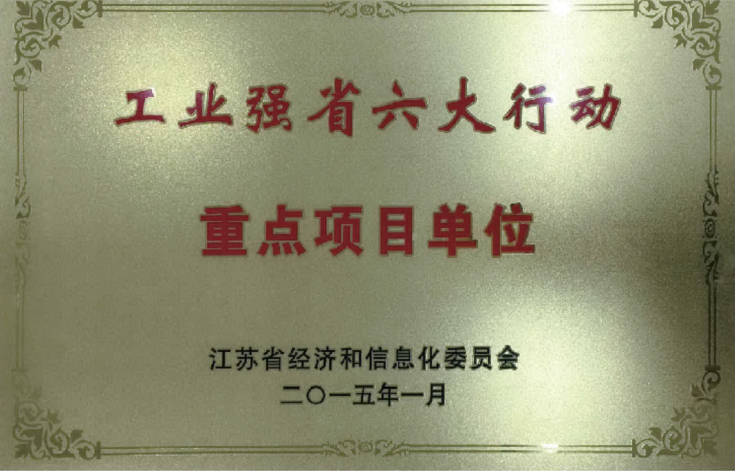 工业强省六大行动
重点项目单位
江苏省经济和信息化委员会
二〇一五年一月